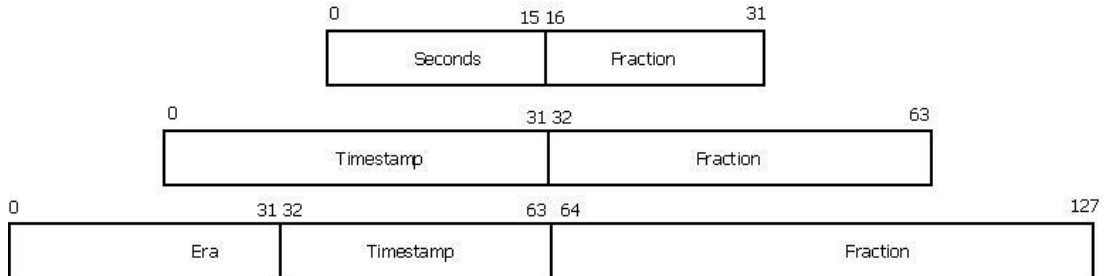 0 15 16 31
Seconds Fraction
0 31 32 63
Timestamp Fraction
0 31 32 63 64 127
Era Timestamp Fraction